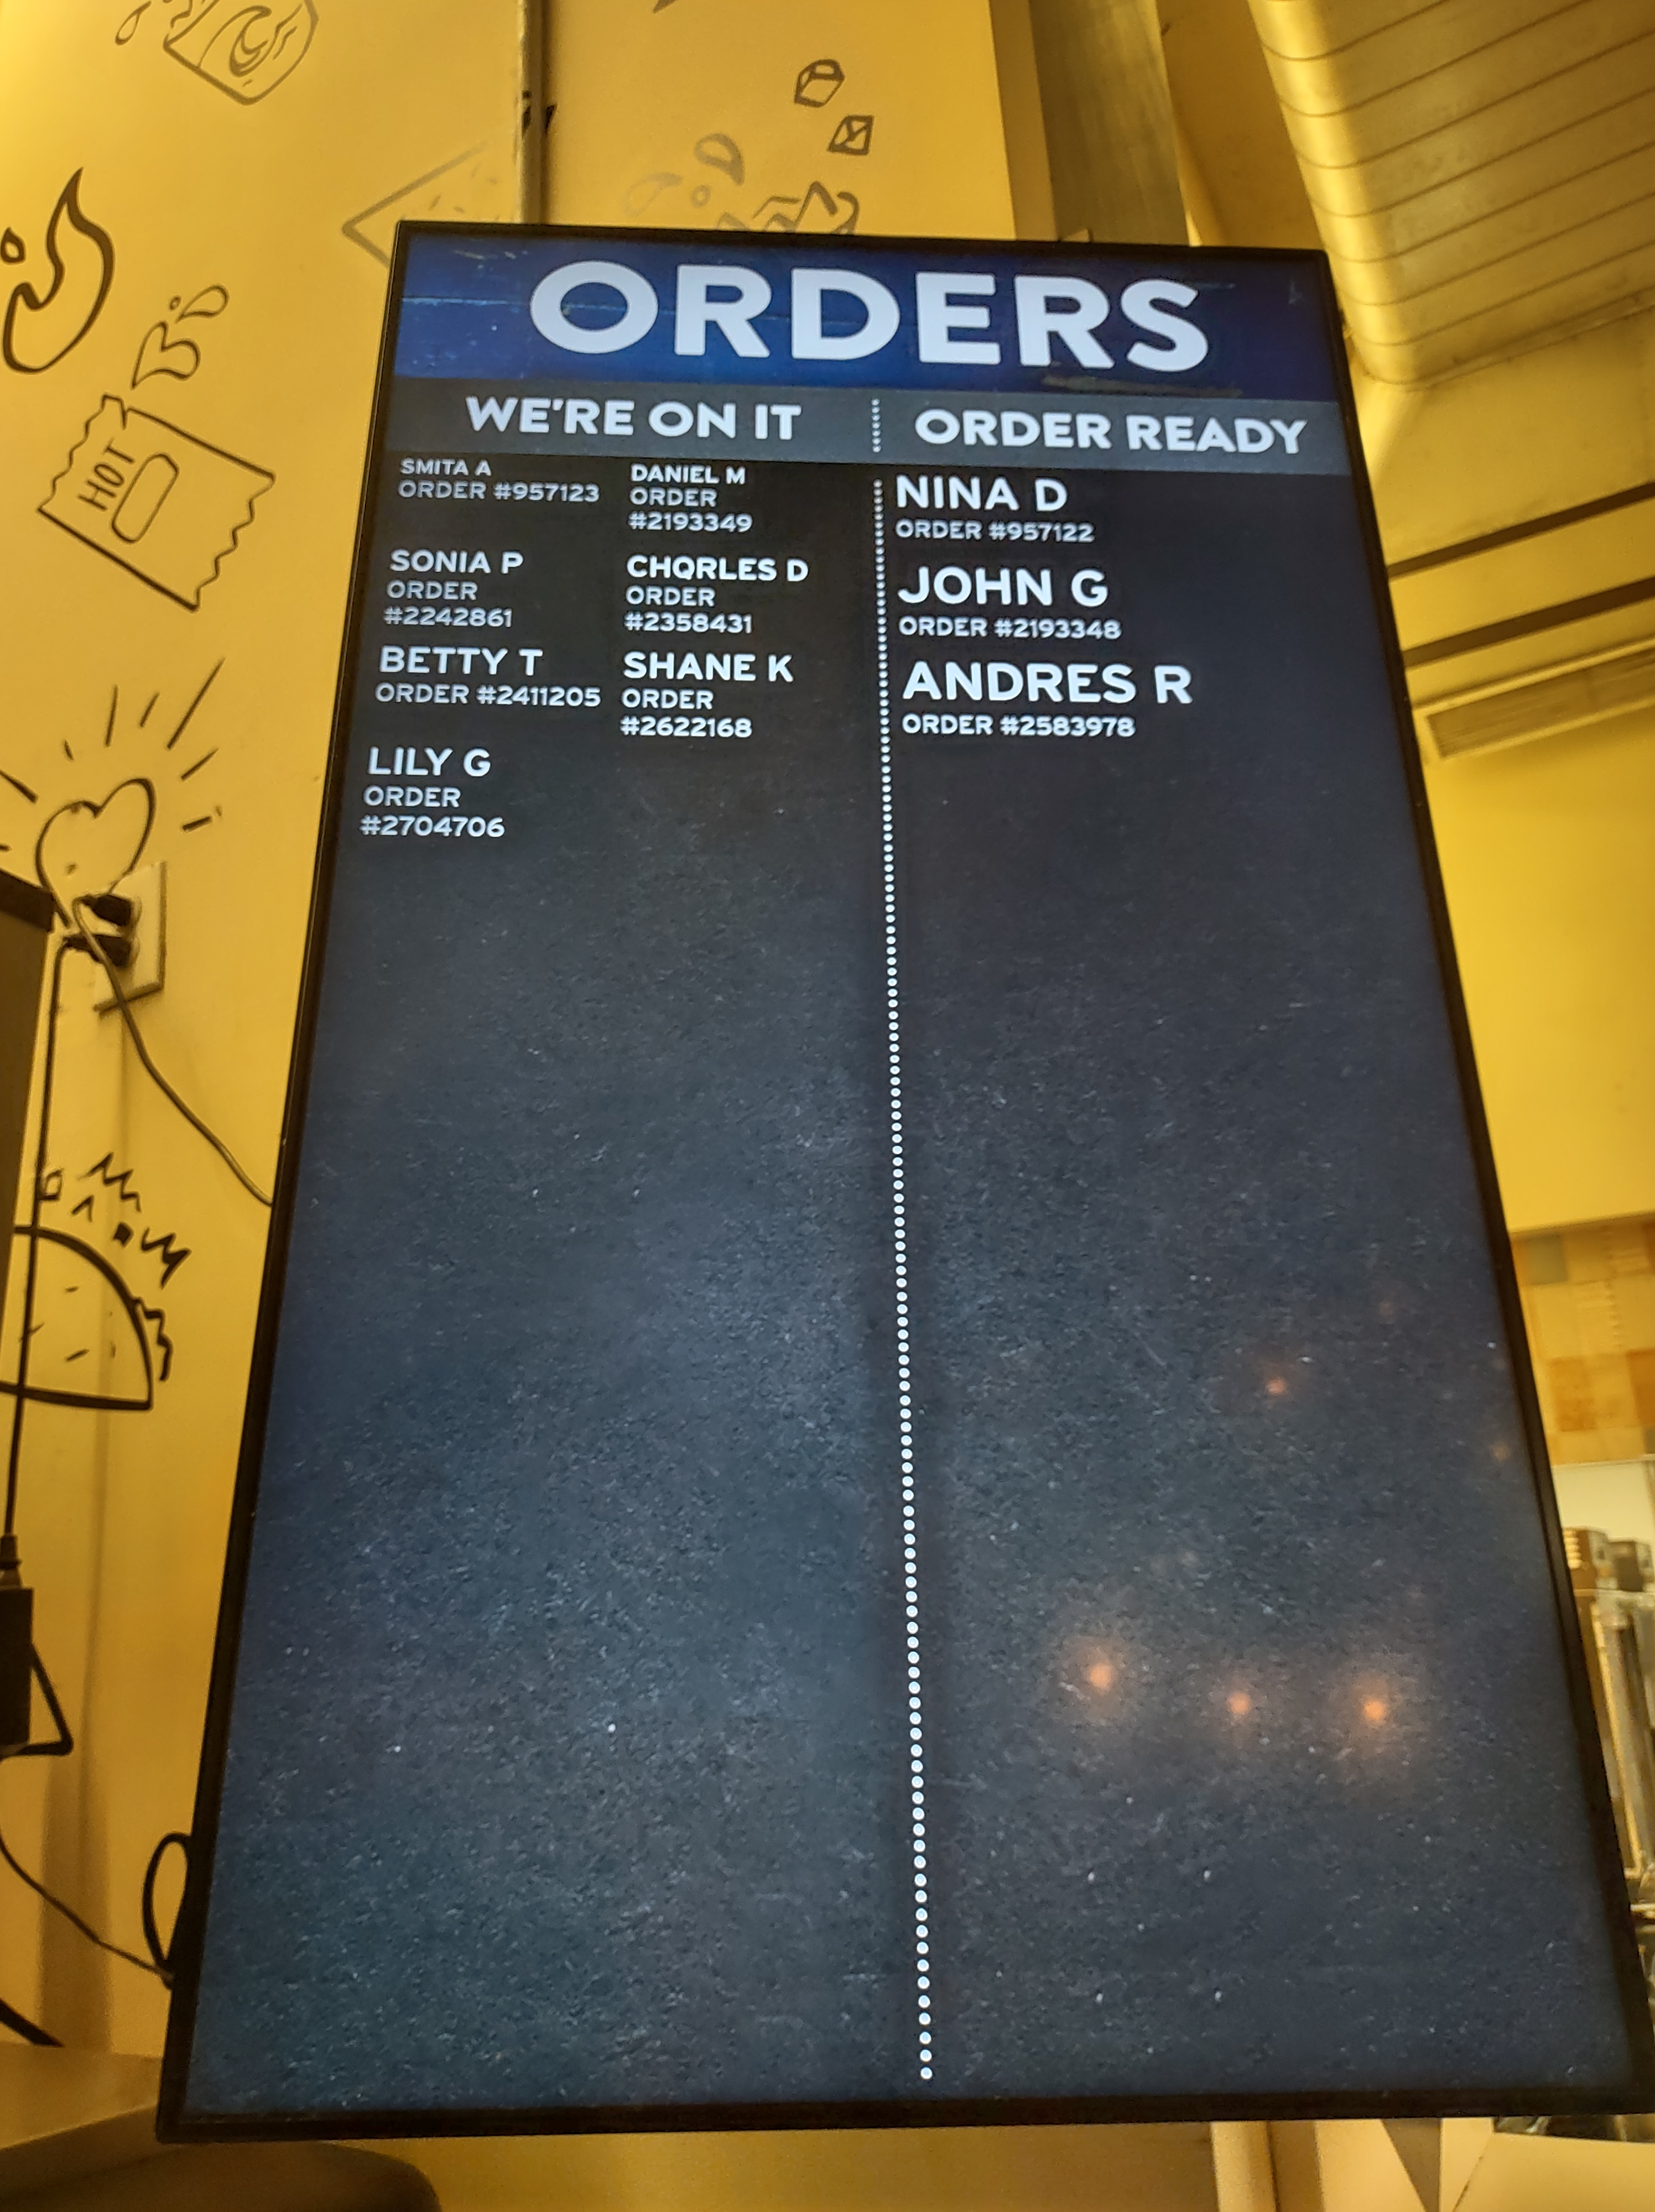 ORDERS
WE'RE ON IT
ORDER READY
SMITA A
ORDER #957123
DANIEL M
ORDER
#2193349
SONIA P
ORDER
#2242861
CHQRLES D
ORDER
#2358431
BETTY T
ORDER #2411205
SHANE K
ORDER
#2622168
LILY G
ORDER
#2704706
NINA D
ORDER #957122
JOHN G
ORDER #2193348
ANDRES R
ORDER #2583978
HOT